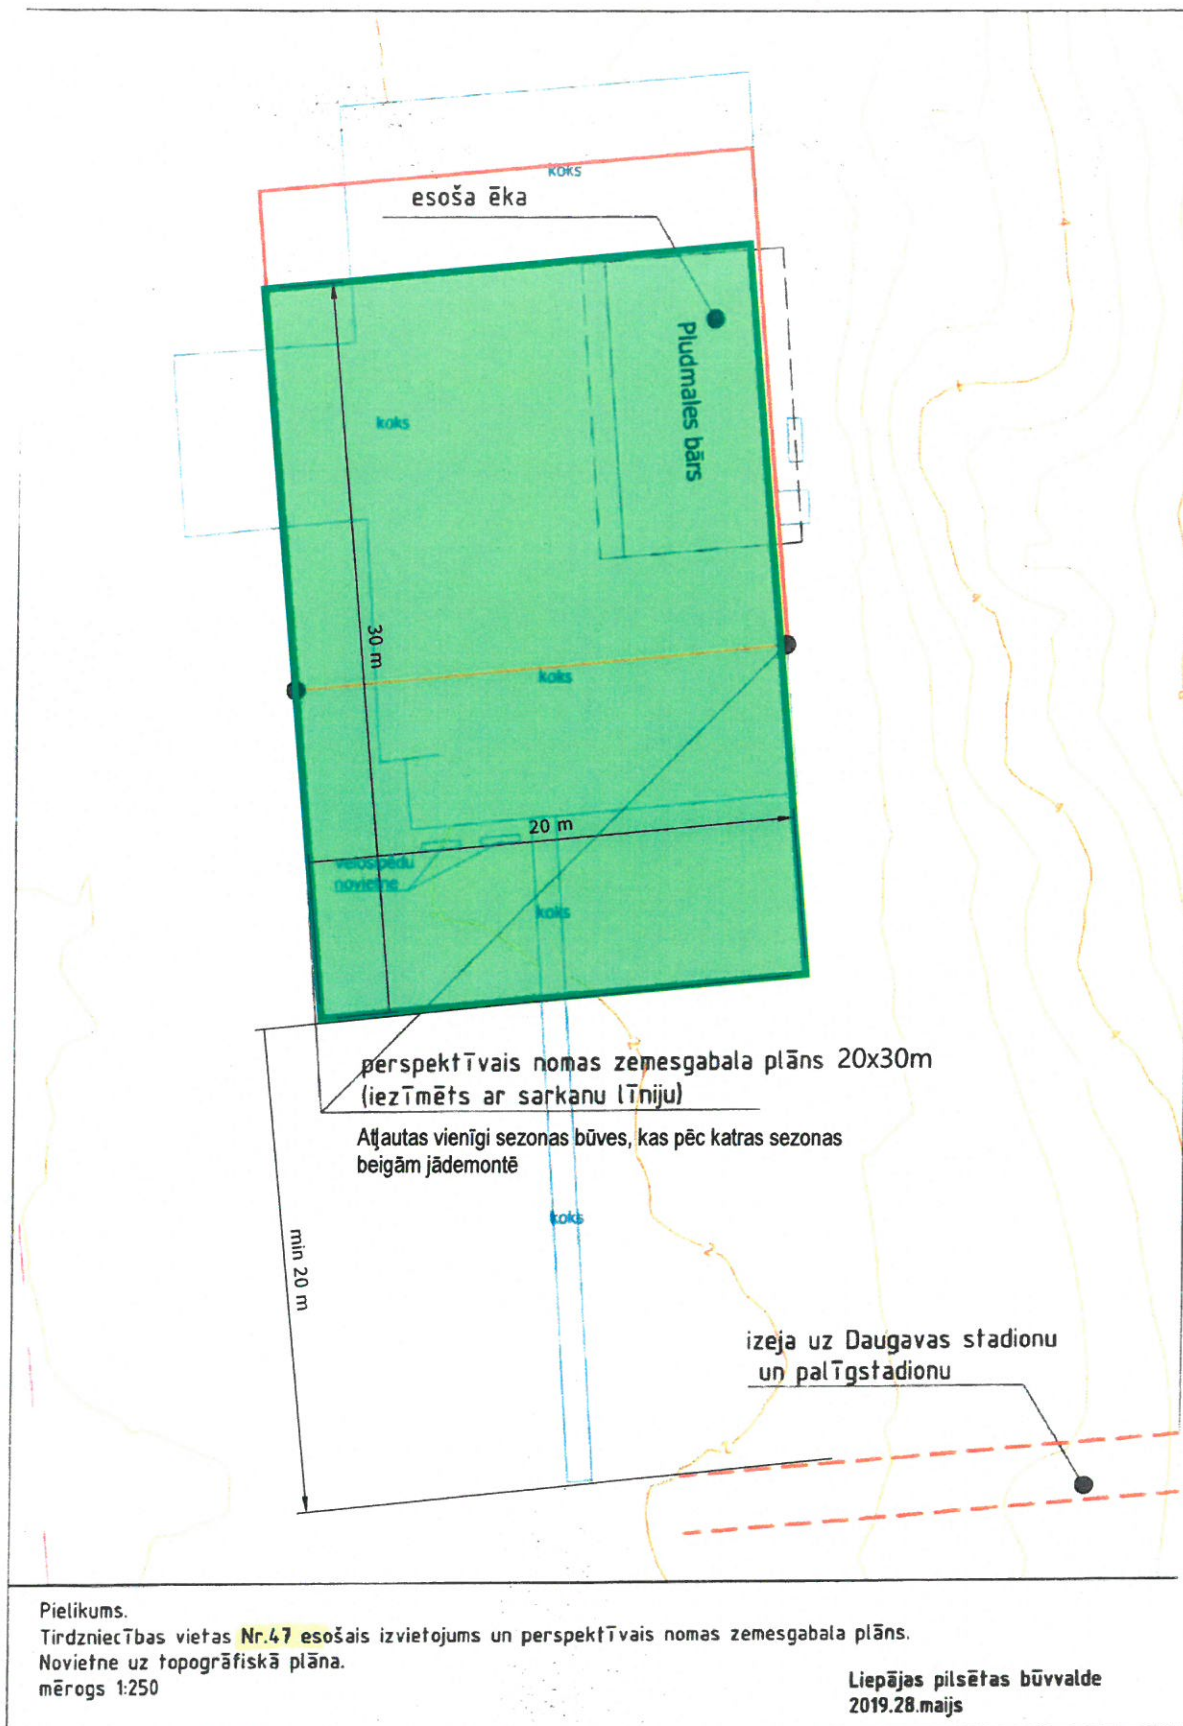 koks
esoša ēka
Pludmales bārs
koks
30 m
koks
20 m
velosipēdu
novietne
koks
perspektīvais nomas zemesgabala plāns 20x30m
(iezīmēts ar sarkanu līniju)
Atļautas vienīgi sezonas būves, kas pēc katras sezonas
beigām jādemontē
koks
2
min 20 m
izeja uz Daugavas stadionu
un palīgstadionu
Pielikums.
Tirdzniecības vietas Nr.47 esošais izvietojums un perspektīvais nomas zemesgabala plāns.
Novietne uz topogrāfiskā plāna.
mērogs 1:250
Liepājas pilsētas būvvalde
2019.28.maijs